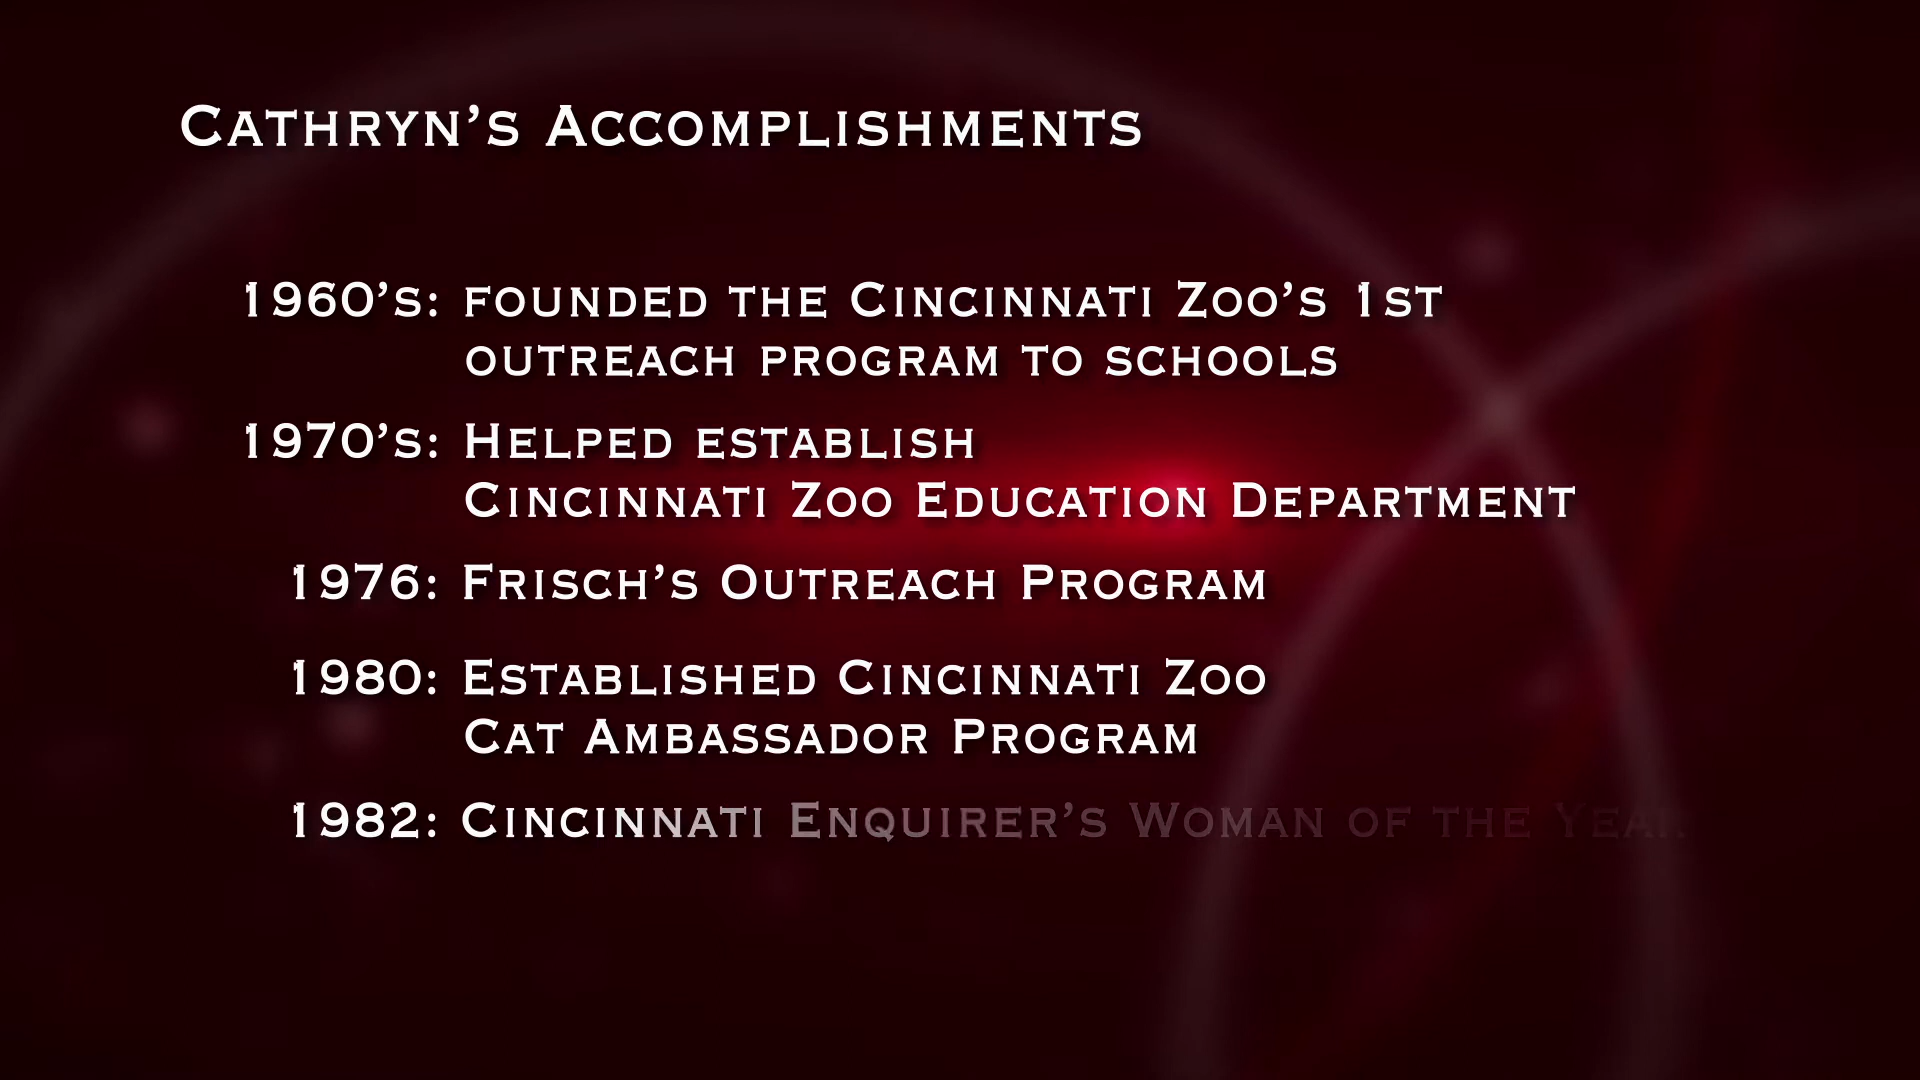 Cathryn's Accomplishments
1960's: founded the Cincinnati Zoo's 1st
outreach program to schools
1970's: Helped establish
Cincinnati Zoo Education Department
1976: Frisch's Outreach Program
1980: Established Cincinnati Zoo
Cat Ambassador Program
1982: Cincinnati Enquirer's Woman of the Year